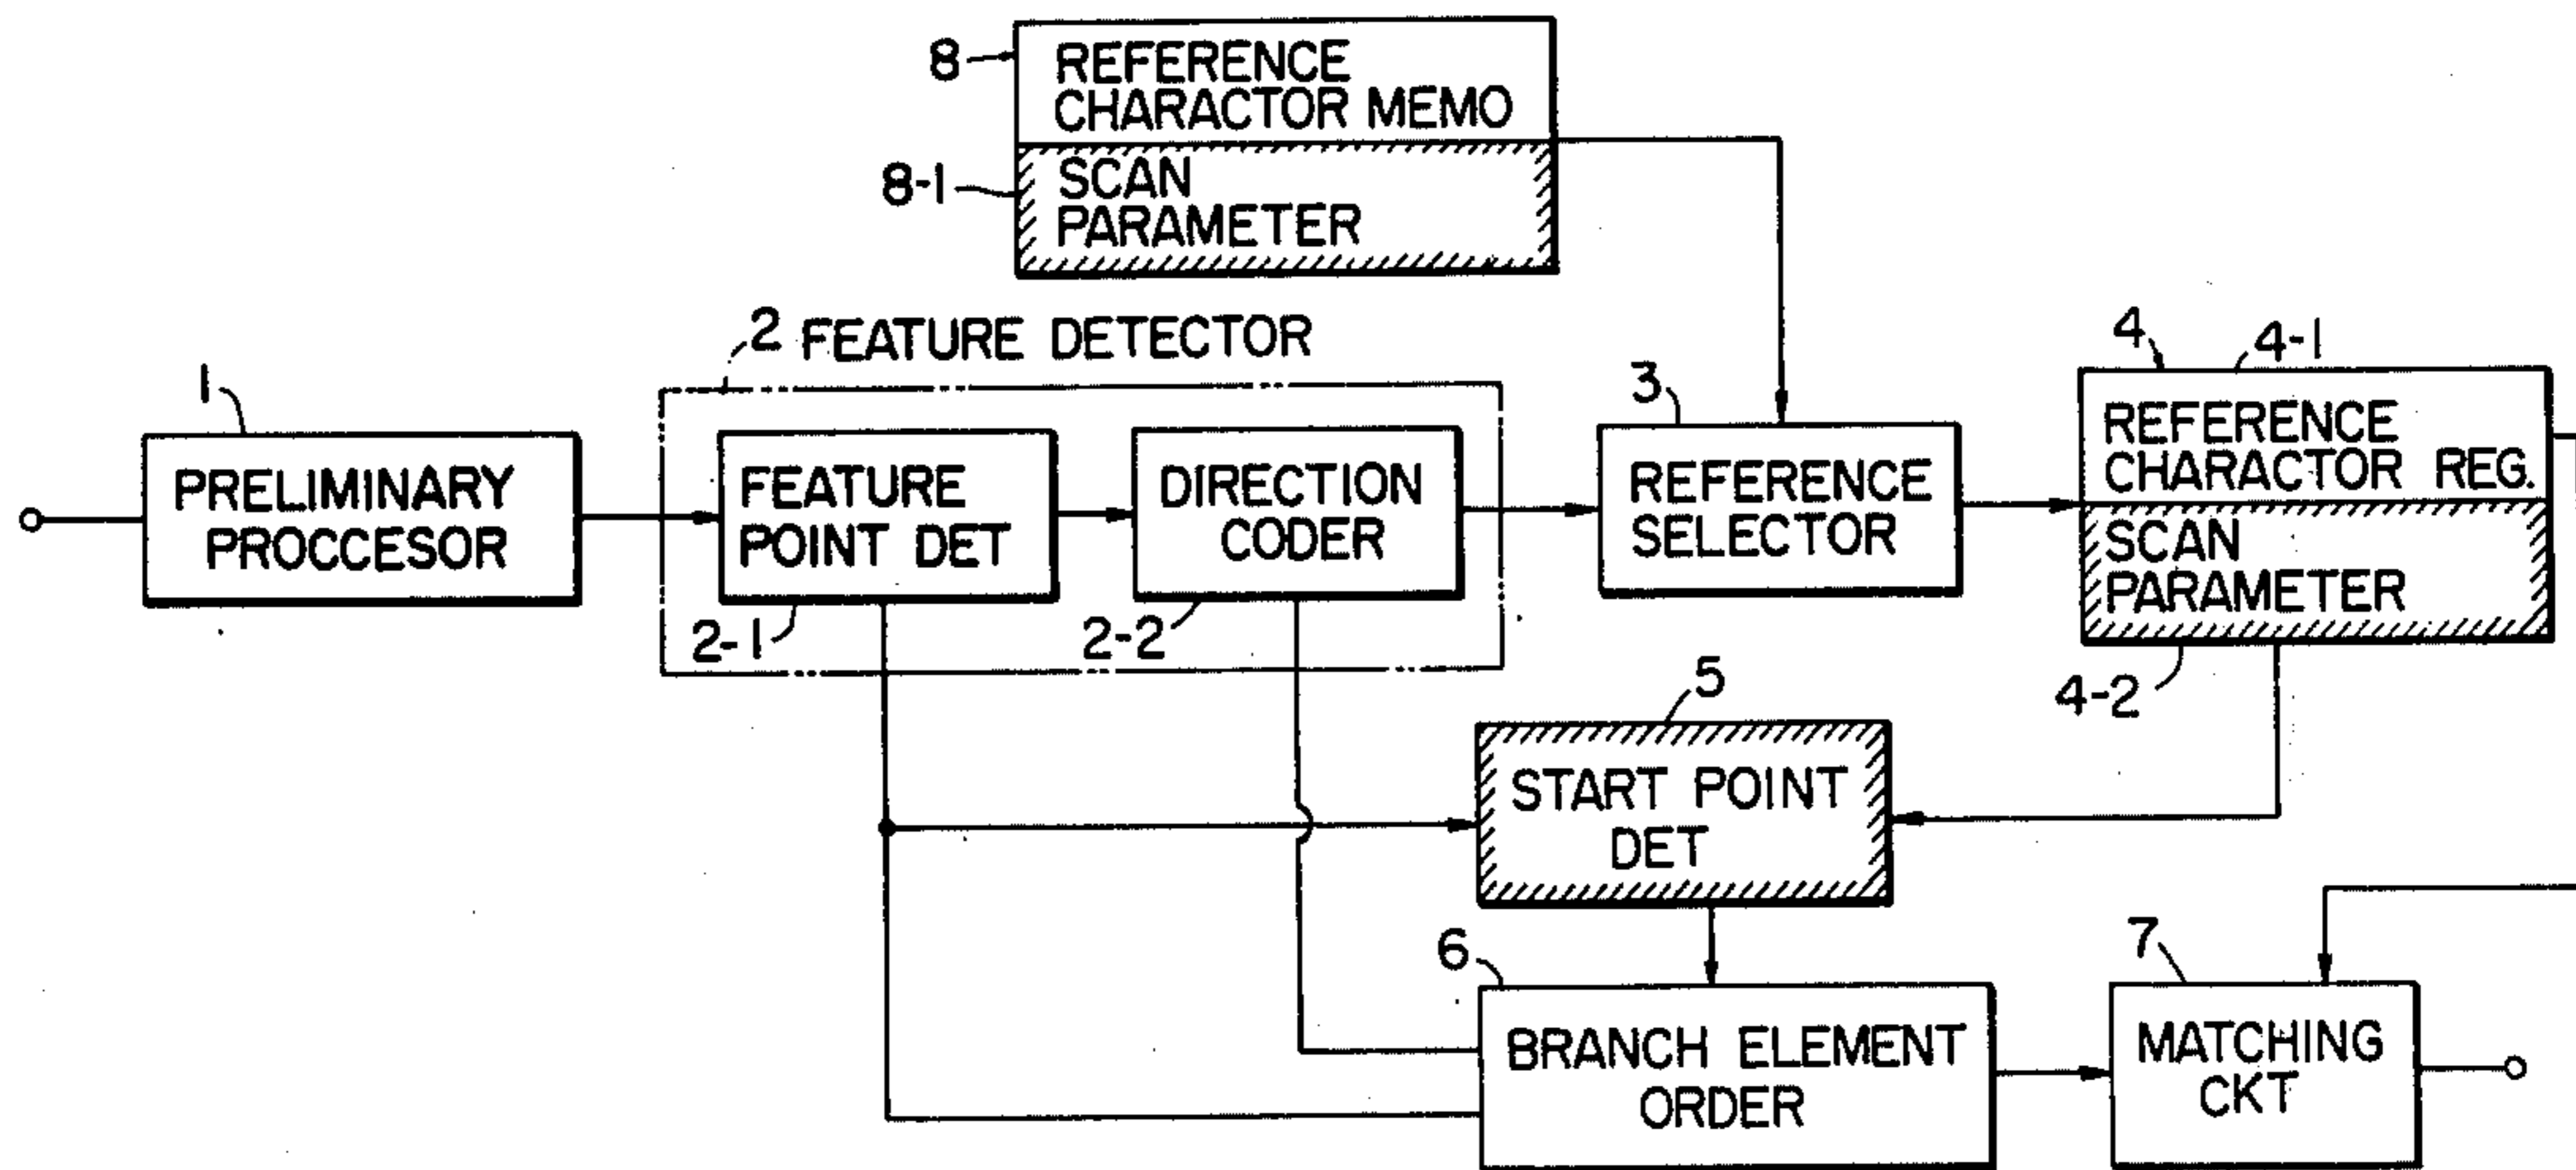 8
REFERENCE
CHARACTOR MEMO
8-1
SCAN
PARAMETER
2 FEATURE DETECTOR
1
PRELIMINARY
PROCCESOR
FEATURE
POINT DET
2-1
DIRECTION
CODER
2-2
3
REFERENCE
SELECTOR
4
4-1
REFERENCE
CHARACTOR REG.
SCAN
PARAMETER
4-2
5
START POINT
DET
6
BRANCH ELEMENT
ORDER
7
MATCHING
CKT